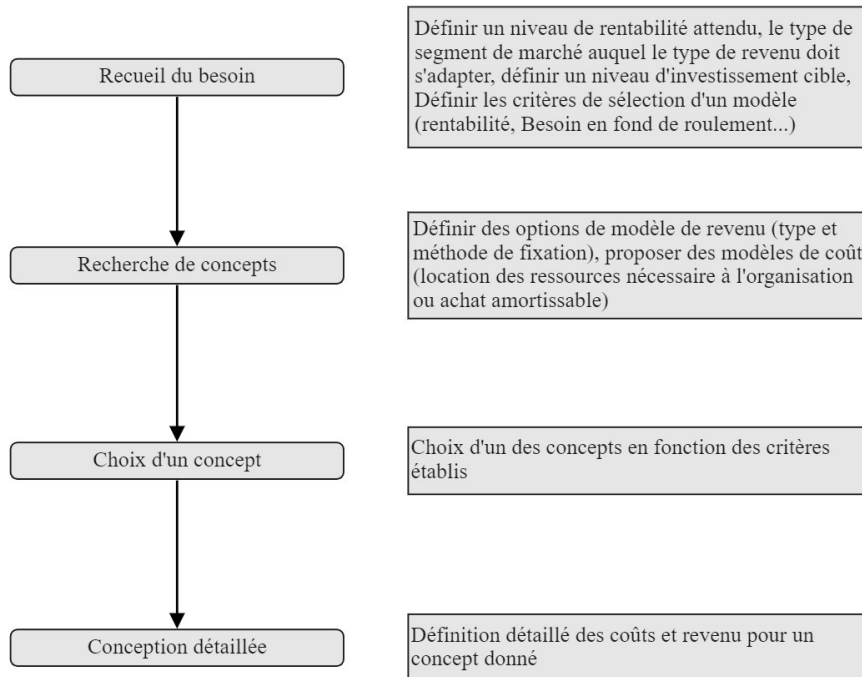 Recueil du besoin
Définir un niveau de rentabilité attendu, le type de
segment de marché auquel le type de revenu doit
s'adapter, définir un niveau d'investissement cible,
Définir les critères de sélection d'un modèle
(rentabilité, Besoin en fond de roulement...)
Recherche de concepts
Définir des options de modèle de revenu (type et
méthode de fixation), proposer des modèles de coût
(location des ressources nécessaire à l'organisation
ou achat amortissable)
Choix d'un concept
Choix d'un des concepts en fonction des critères
établis
Conception détaillée
Définition détaillé des coûts et revenu pour un
concept donné